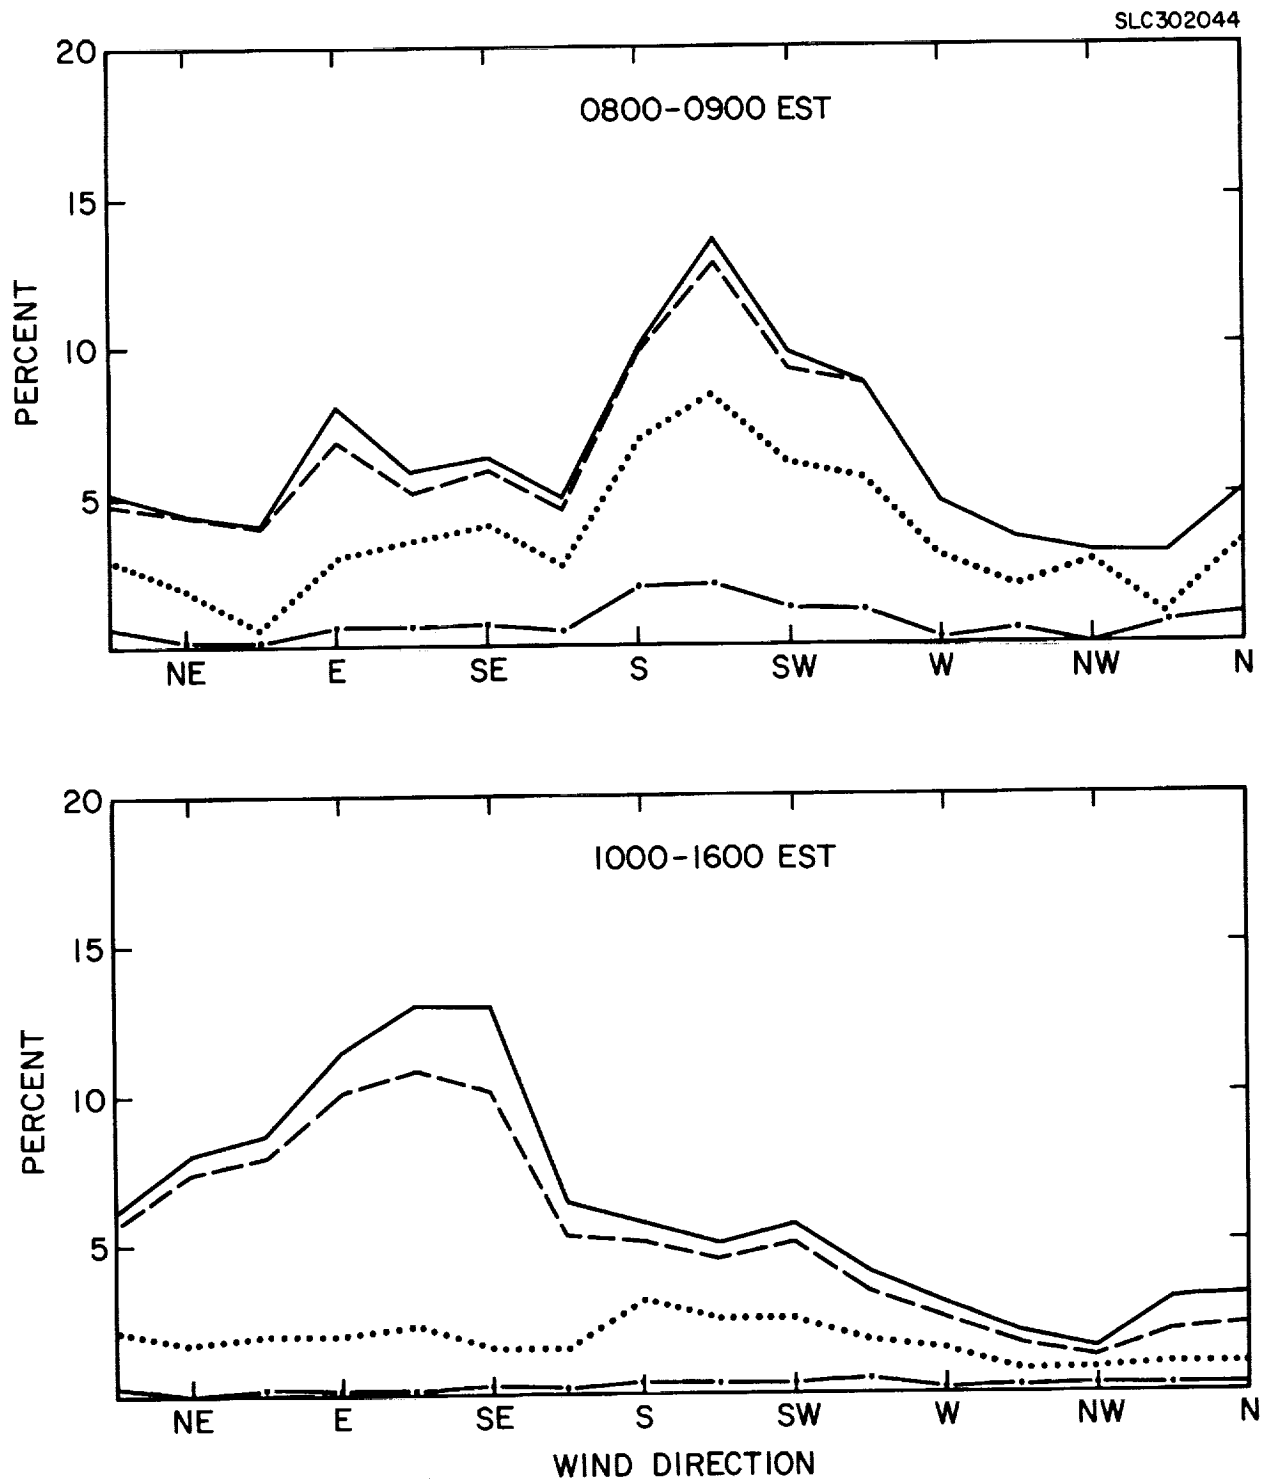 SLC302044
20
0800-0900 EST
15
10
5
PERCENT
NE E SE S SW W NW N
20
1000-1600 EST
15
10
5
PERCENT
NE E SE S SW W NW N
WIND DIRECTION